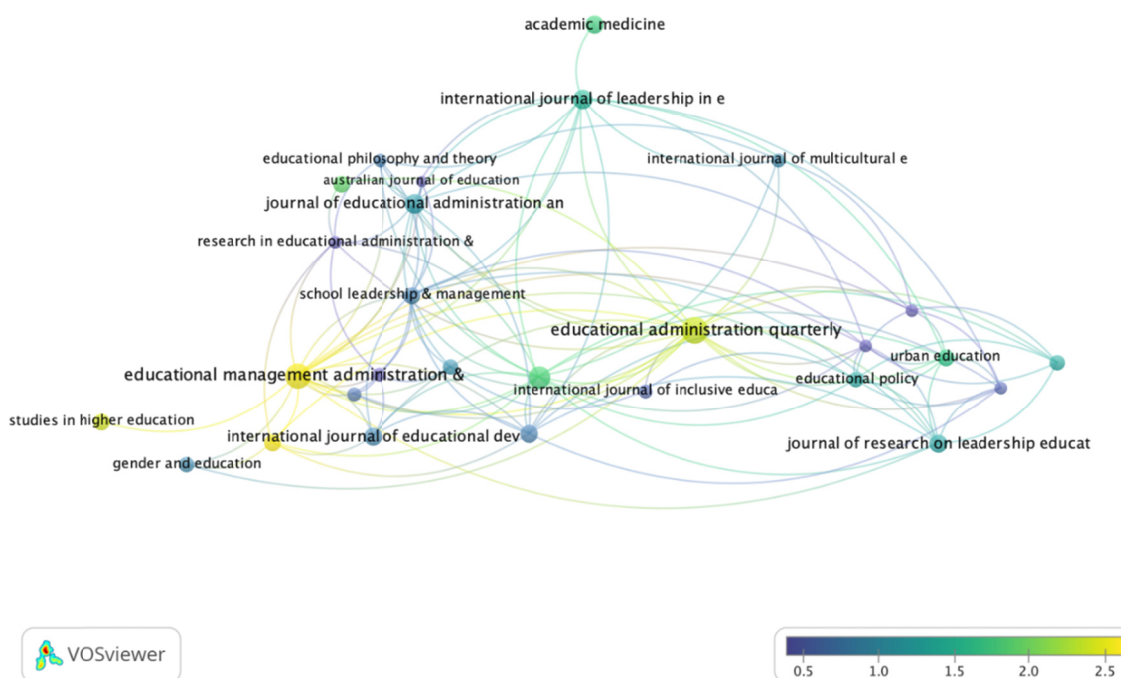 academic medicine
international journal of leadership in e
educational philosophy and theory
international journal of multicultural e
australian journal of education
journal of educational administration an
research in educational administration &
school leadership & management
educational administration quarterly
urban education
educational management administration &
educational policy
international journal of inclusive educa
studies in higher education
international journal of educational dev
journal of research on leadership educat
gender and education
VOSviewer
0.5 1.0 1.5 2.0 2.5